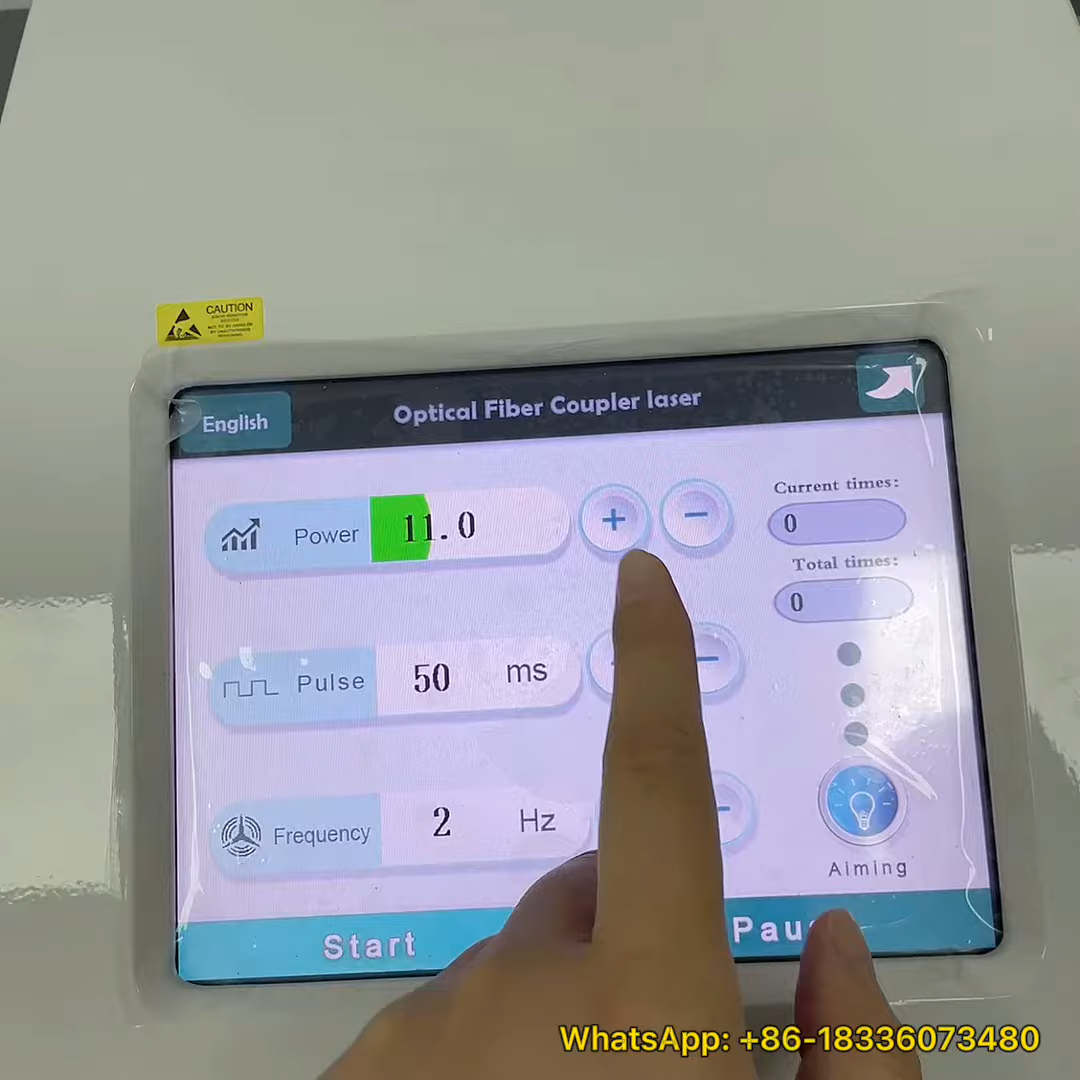 CAUTION
English
Optical Fiber Coupler laser
Power
11.0
+
−
Current times:
0
Total times:
0
Pulse
50
ms
−
Frequency
2
Hz
−
Aiming
Start
Pau
WhatsApp: +86-18336073480